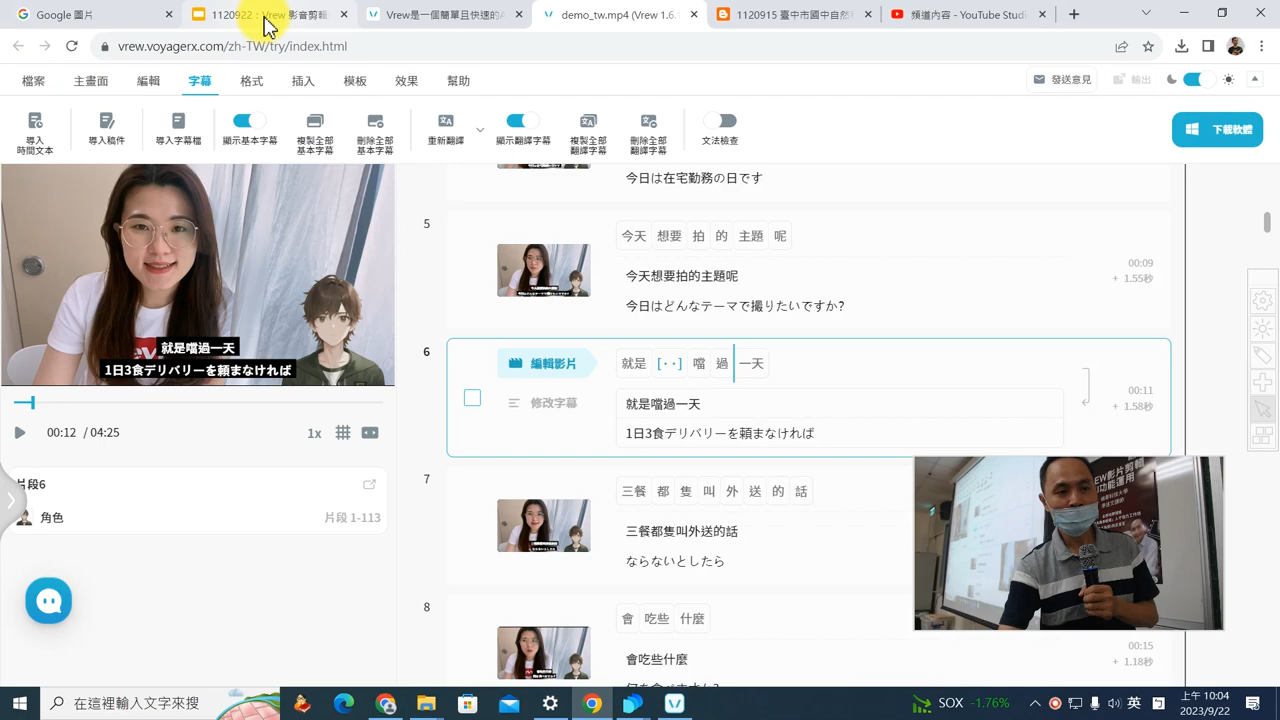 Google 圖片
1120922：Vrew 影音剪輯
Vrew是一個簡單且快速的A
demo_tw.mp4 (Vrew 1.6.
1120915 臺中市國中自然
頻道內容 - YouTube Studi
vrew.voyagerx.com/zh-TW/try/index.html
檔案
主畫面
編輯
字幕
格式
插入
模板
效果
幫助
發送意見
輸出
導入
時間文本
導入稿件
導入字幕檔
顯示基本字幕
複製全部
基本字幕
刪除全部
基本字幕
重新翻譯
顯示翻譯字幕
複製全部
翻譯字幕
刪除全部
翻譯字幕
文法檢查
下載軟體
今日は在宅勤務の日です
5
今天 想要 拍 的 主題 呢
今天想要拍的主題呢
今日はどんなテーマで撮りたいですか?
00:09
+ 1.55秒
就是噹過一天
1日3食デリバリーを頼まなければ
00:12 / 04:25
1x
片段6
角色
片段 1-113
6
編輯影片
就是 [··] 噹 過 一天
修改字幕
就是噹過一天
1日3食デリバリーを頼まなければ
00:11
+ 1.58秒
7
三餐 都 隻 叫 外 送 的 話
三餐都隻叫外送的話
ならないとしたら
8
會 吃些 什麼
會吃些什麼
00:15
+ 1.18秒
在這裡輸入文字來搜
SOX -1.76%
英
上午 10:04
2023/9/22